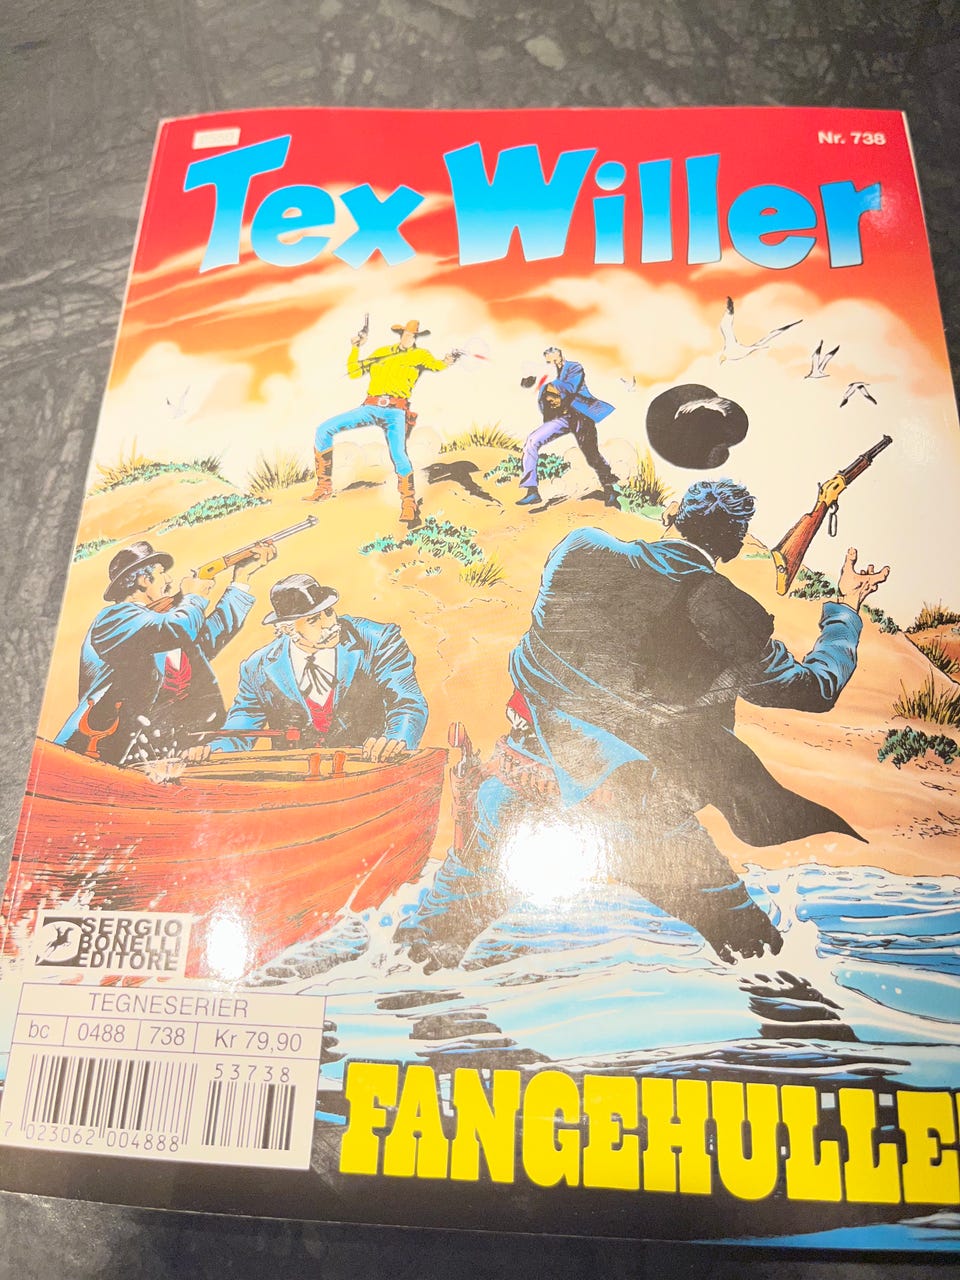 Nr. 738
Tex Willer
SERGIO
BONELLI
EDITORE
TEGNESERIER
bc 0488 738 Kr 79,90
53738
7 023062 004888
FANGEHULLE